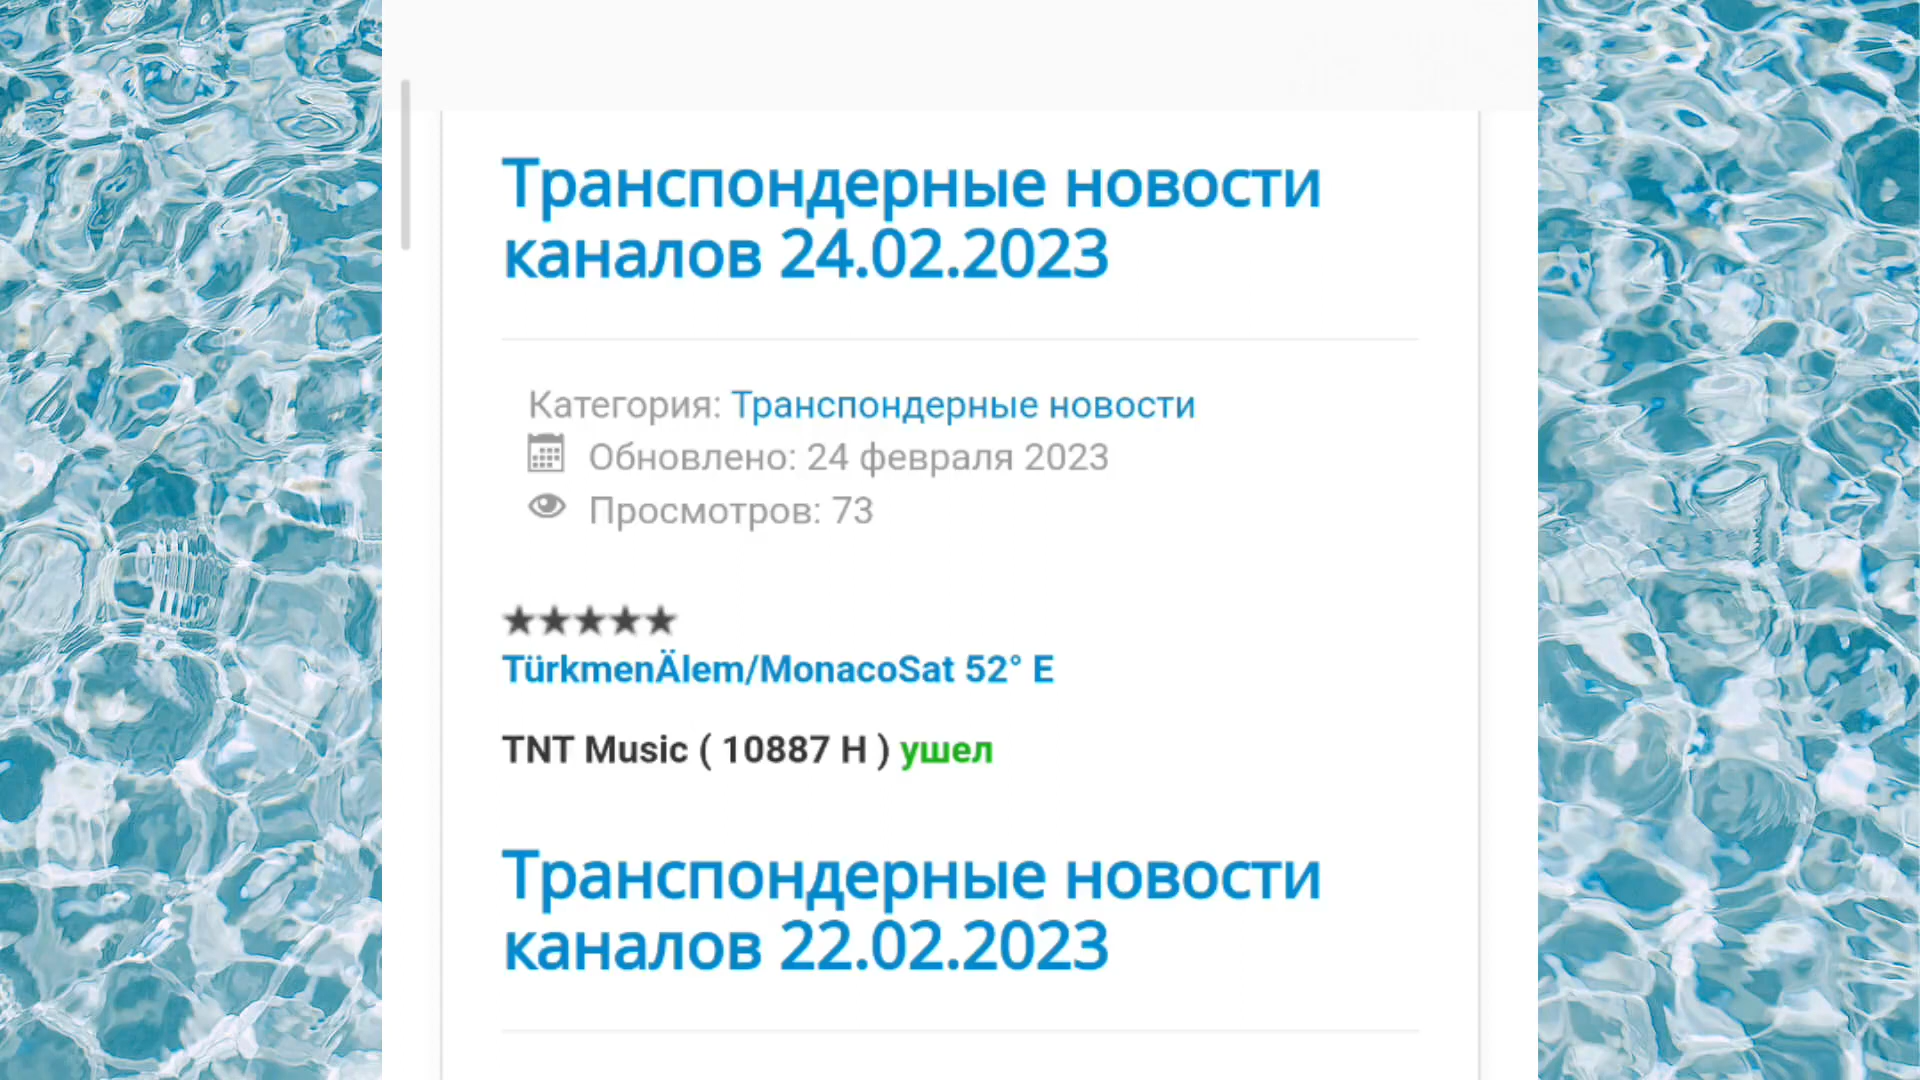 Транспондерные новости
каналов 24.02.2023
Категория: Транспондерные новости
Обновлено: 24 февраля 2023
Просмотров: 73
★★★★★
TürkmenÄlem/MonacoSat 52° E
TNT Music ( 10887 H ) ушел
Транспондерные новости
каналов 22.02.2023